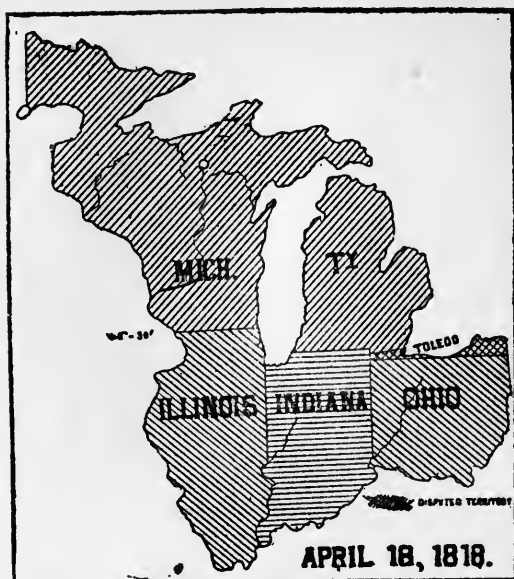 MICH.
TY.
42°-30'
TOLEDO
ILLINOIS
INDIANA
OHIO
DISPUTED TERRITORY
APRIL 18, 1818.